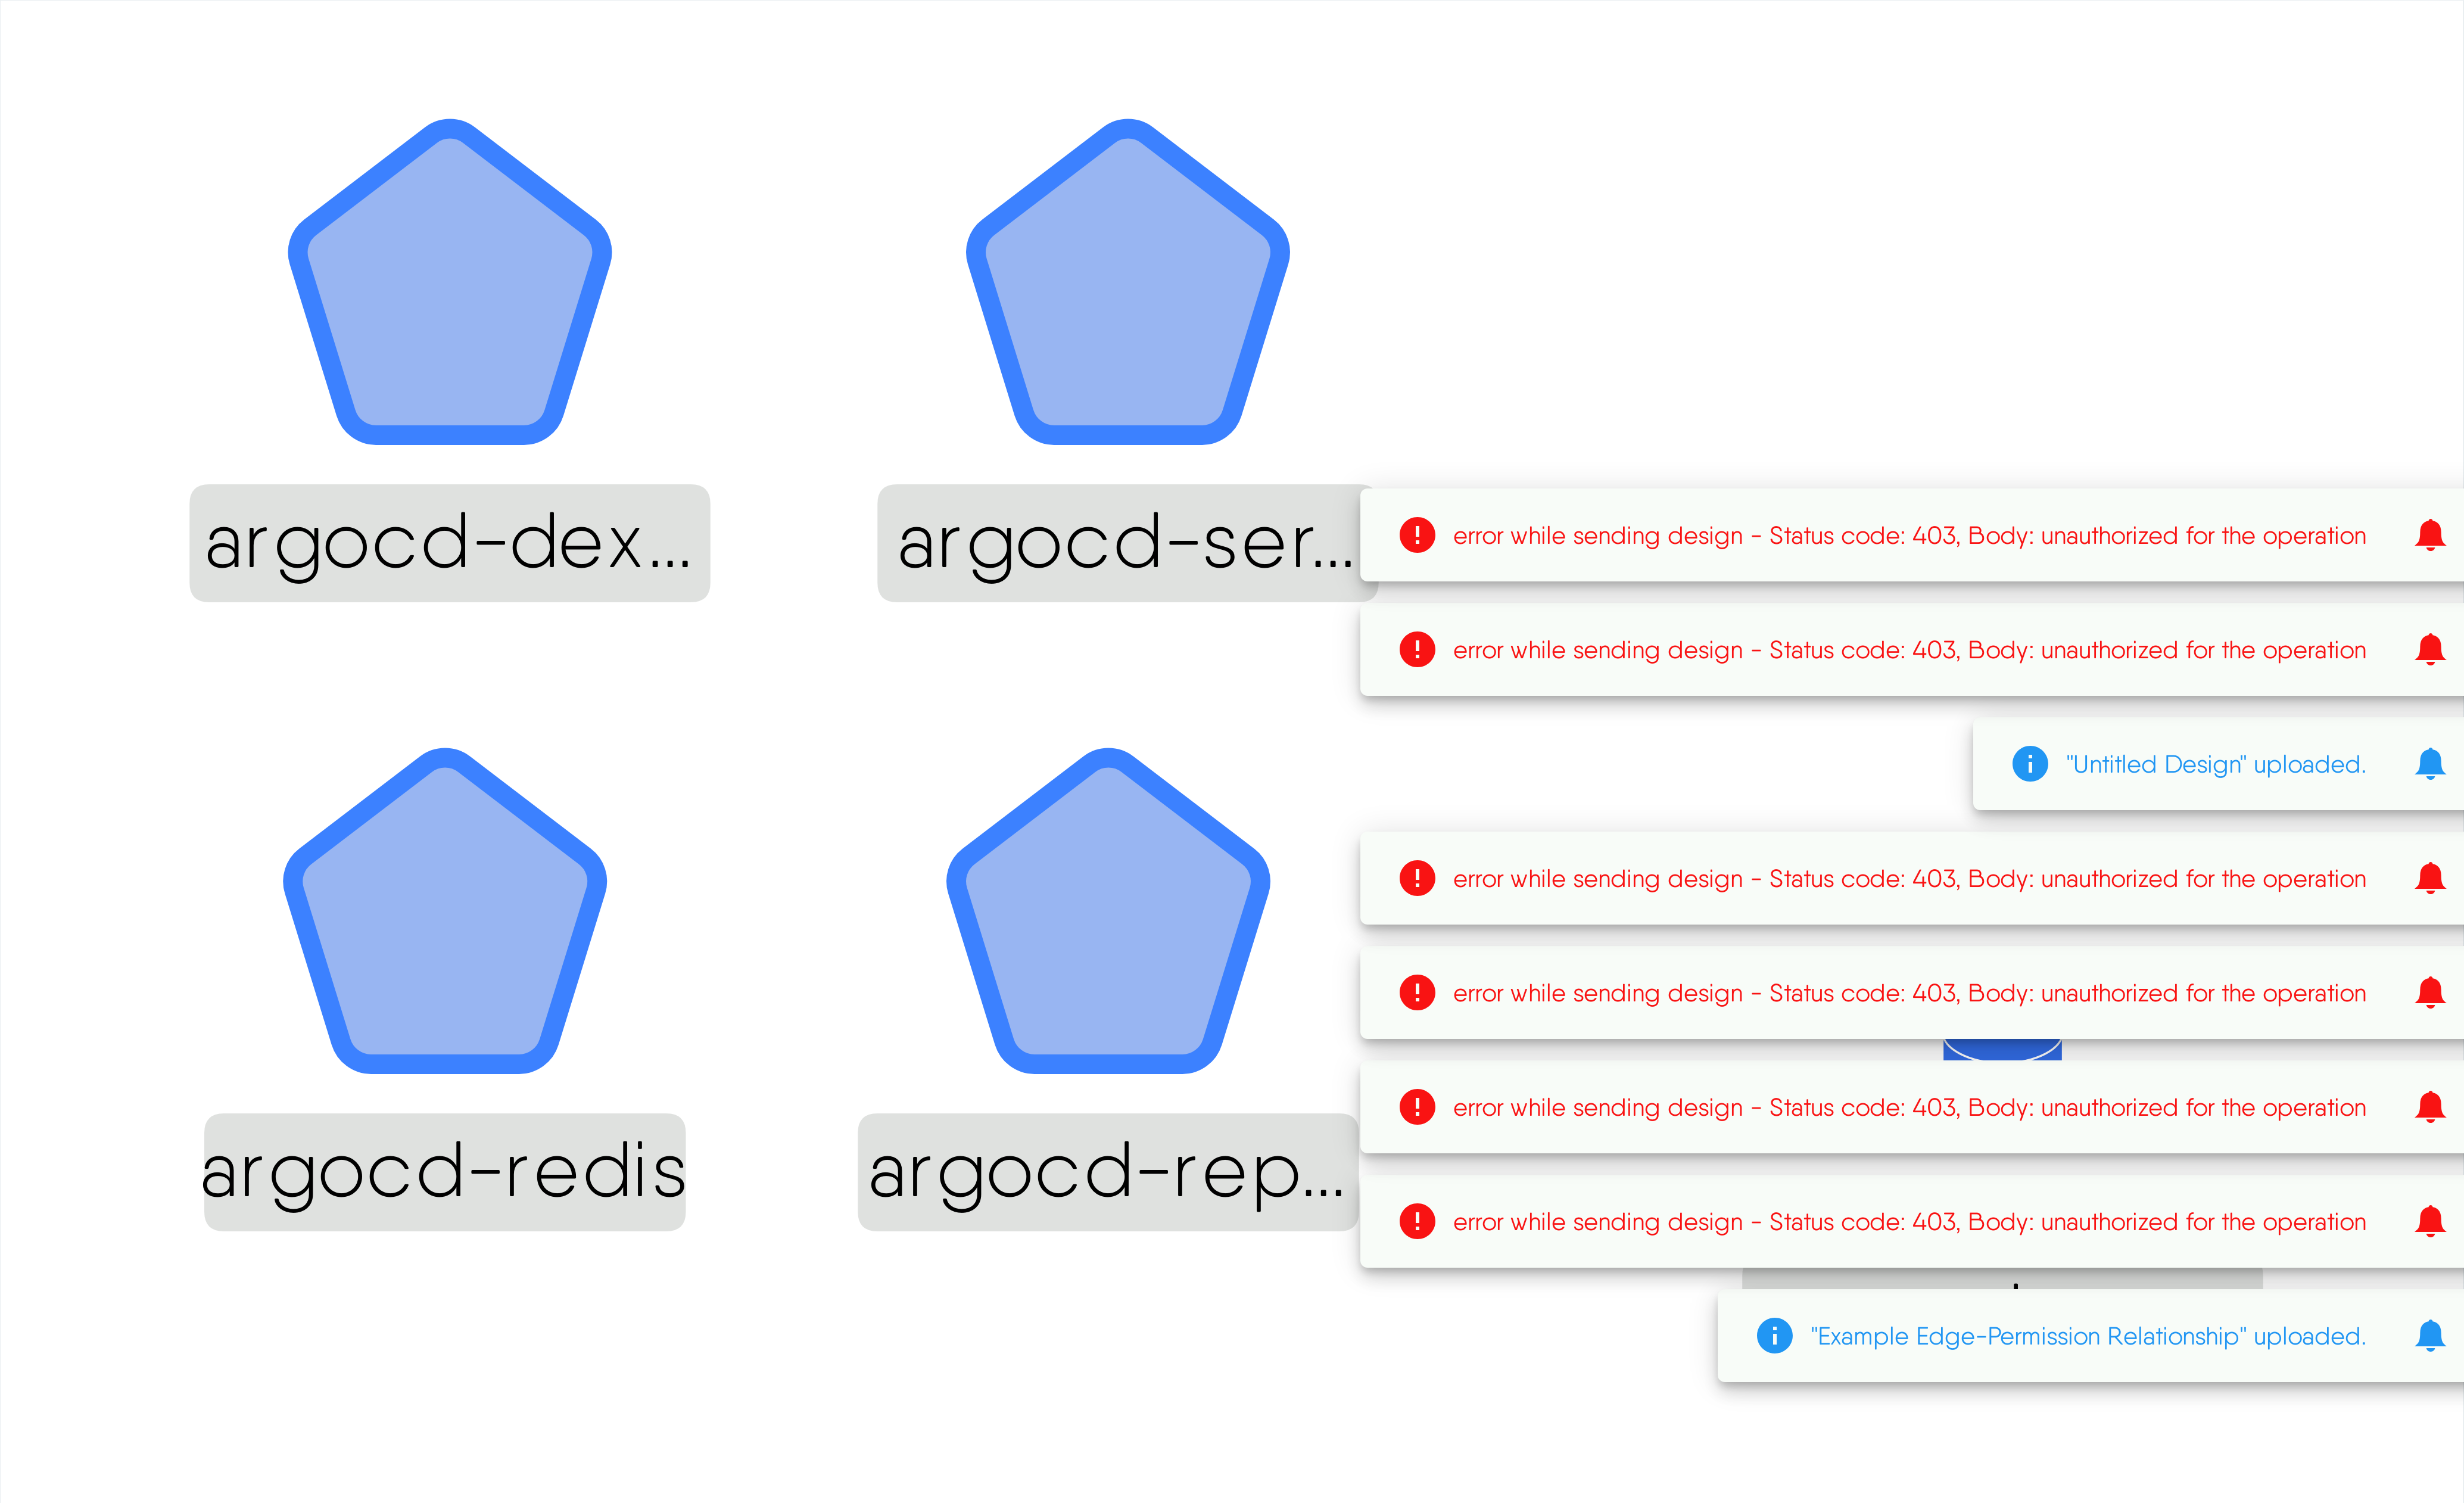 argocd-dex...
argocd-ser...
error while sending design - Status code: 403, Body: unauthorized for the operation
error while sending design - Status code: 403, Body: unauthorized for the operation
"Untitled Design" uploaded.
error while sending design - Status code: 403, Body: unauthorized for the operation
error while sending design - Status code: 403, Body: unauthorized for the operation
error while sending design - Status code: 403, Body: unauthorized for the operation
argocd-redis
argocd-rep...
error while sending design - Status code: 403, Body: unauthorized for the operation
"Example Edge-Permission Relationship" uploaded.